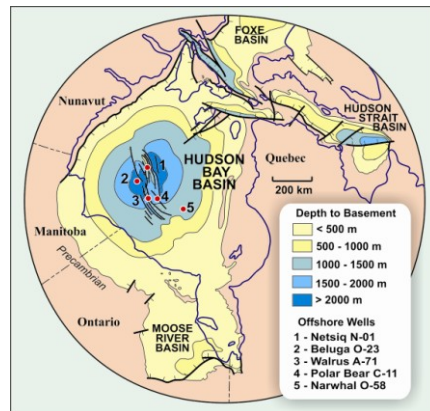 FOXE
BASIN
Nunavut
HUDSON
STRAIT
BASIN
1
2
3
4
5
HUDSON
BAY
BASIN
Quebec
200 km
Manitoba
Precambrian
Ontario
MOOSE
RIVER
BASIN
Depth to Basement
< 500 m
500 - 1000 m
1000 - 1500 m
1500 - 2000 m
> 2000 m
Offshore Wells
1 - Netsiq N-01
2 - Beluga O-23
3 - Walrus A-71
4 - Polar Bear C-11
5 - Narwhal O-58